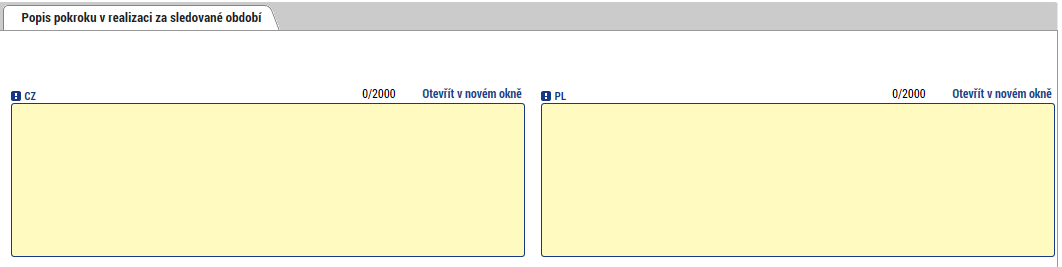 Popis pokroku v realizaci za sledované období
CZ 0/2000 Otevřít v novém okně PL 0/2000 Otevřít v novém okně